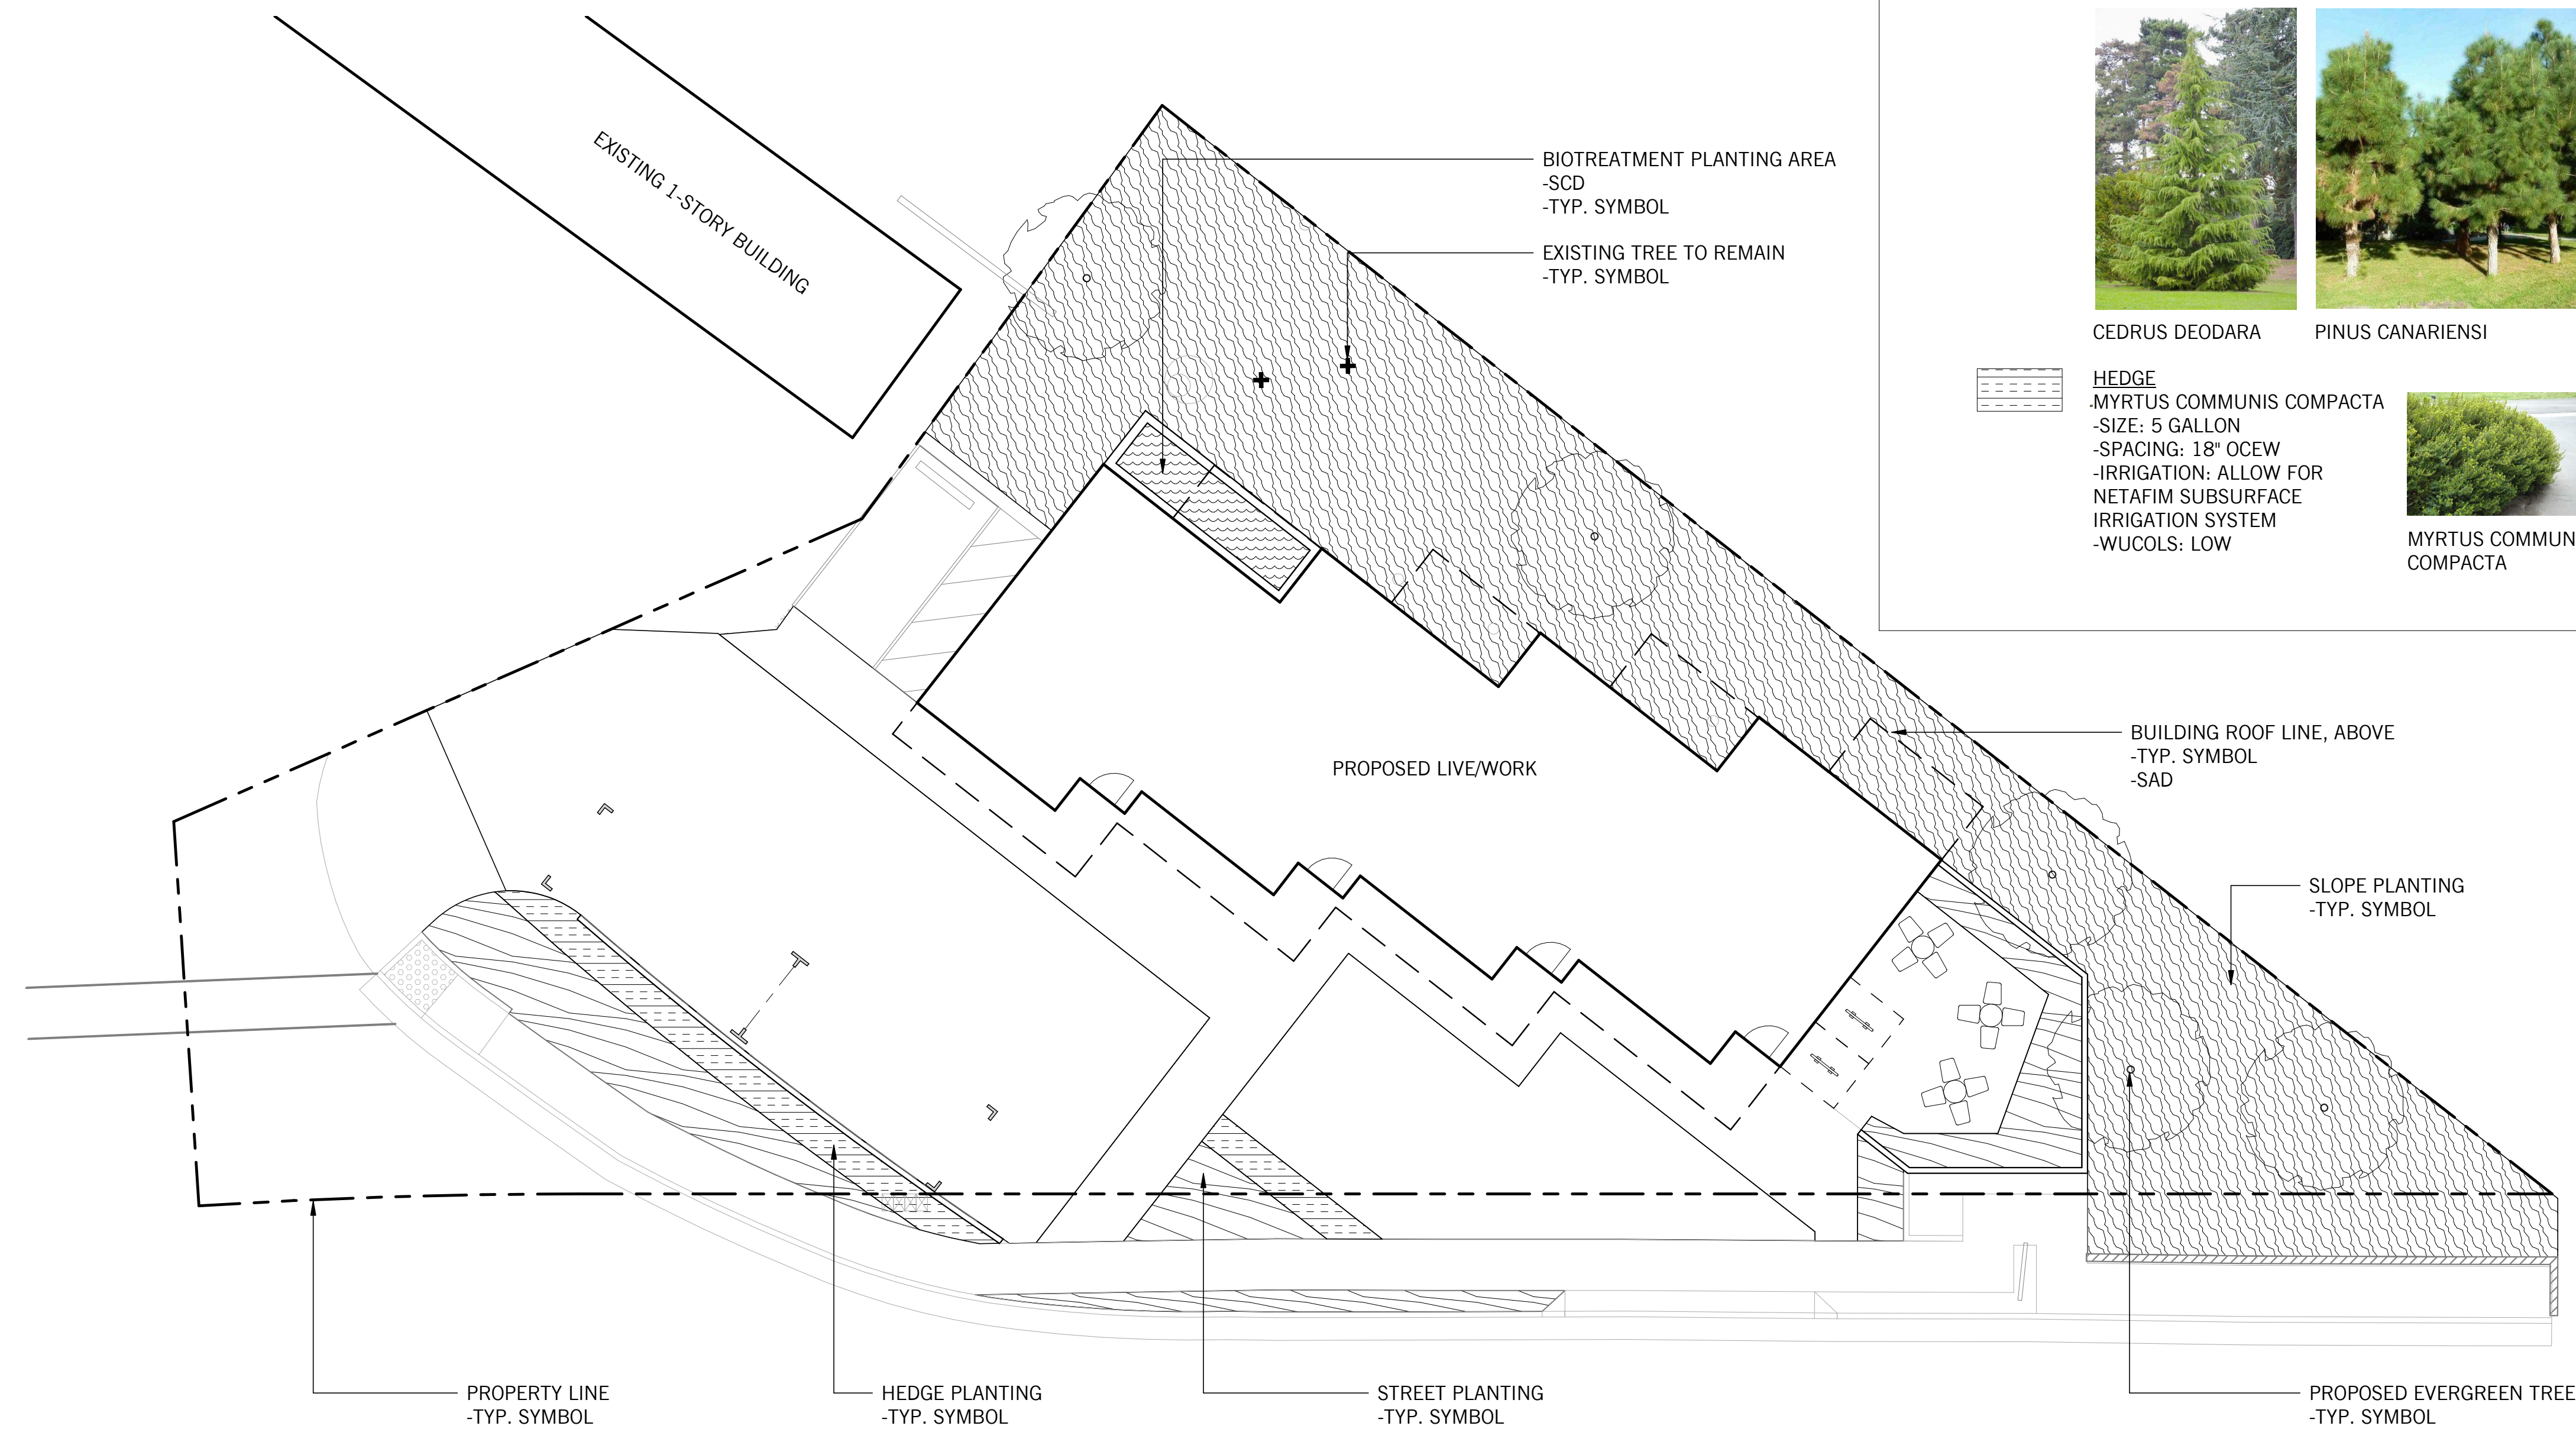 EXISTING 1-STORY BUILDING
BIOTREATMENT PLANTING AREA
-SCD
-TYP. SYMBOL
EXISTING TREE TO REMAIN
-TYP. SYMBOL
CEDRUS DEODARA
PINUS CANARIENSI
HEDGE
MYRTUS COMMUNIS COMPACTA
-SIZE: 5 GALLON
-SPACING: 18" OCEW
-IRRIGATION: ALLOW FOR
NETAFIM SUBSURFACE
IRRIGATION SYSTEM
-WUCOLS: LOW
MYRTUS COMMUN
COMPACTA
PROPOSED LIVE/WORK
BUILDING ROOF LINE, ABOVE
-TYP. SYMBOL
-SAD
SLOPE PLANTING
-TYP. SYMBOL
PROPERTY LINE
-TYP. SYMBOL
HEDGE PLANTING
-TYP. SYMBOL
STREET PLANTING
-TYP. SYMBOL
PROPOSED EVERGREEN TREE
-TYP. SYMBOL